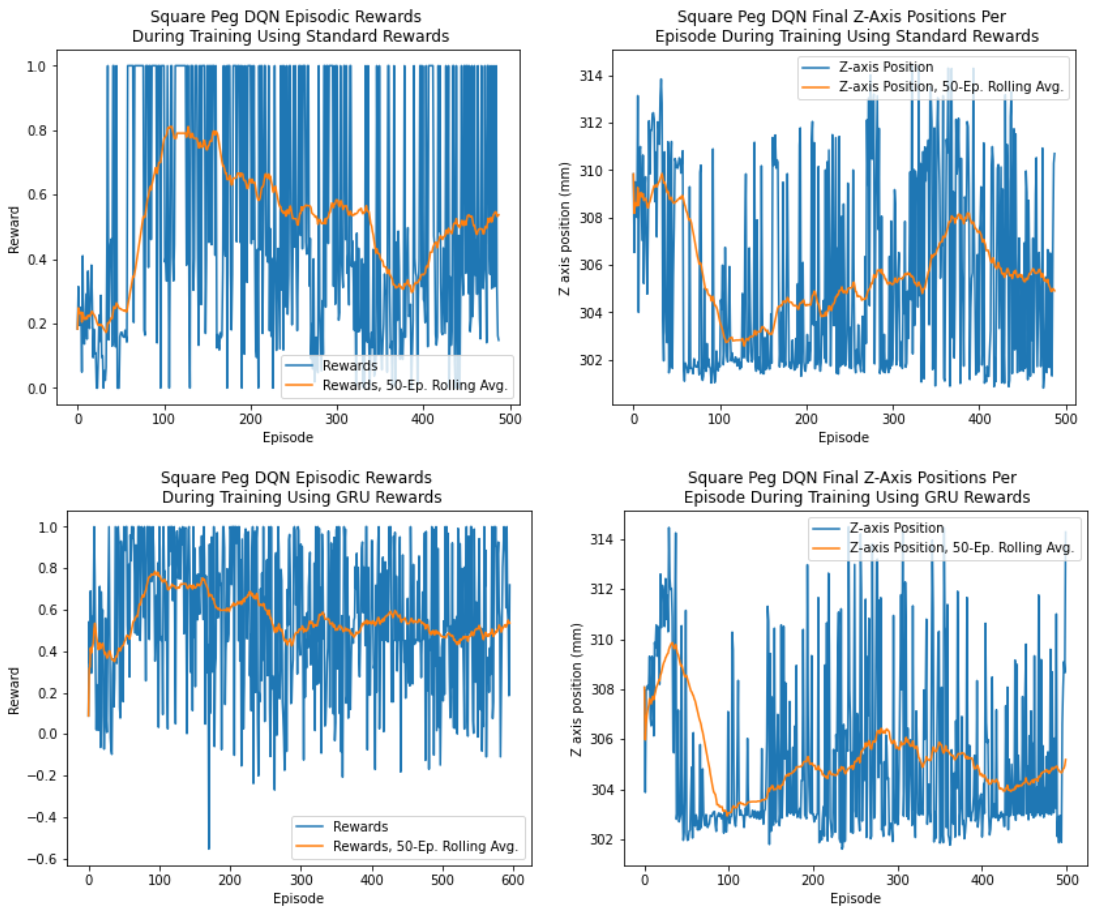 Square Peg DQN Episodic Rewards
During Training Using Standard Rewards
1.0
0.8
0.6
0.4
0.2
0.0
Reward
0
100
200
300
400
500
Episode
Rewards
Rewards, 50-Ep. Rolling Avg.
Square Peg DQN Final Z-Axis Positions Per
Episode During Training Using Standard Rewards
314
312
310
308
306
304
302
Z axis position (mm)
0
100
200
300
400
500
Episode
Z-axis Position
Z-axis Position, 50-Ep. Rolling Avg.
Square Peg DQN Episodic Rewards
During Training Using GRU Rewards
1.0
0.8
0.6
0.4
0.2
0.0
−0.2
−0.4
−0.6
Reward
0
100
200
300
400
500
600
Episode
Rewards
Rewards, 50-Ep. Rolling Avg.
Square Peg DQN Final Z-Axis Positions Per
Episode During Training Using GRU Rewards
314
312
310
308
306
304
302
Z axis position (mm)
0
100
200
300
400
500
Episode
Z-axis Position
Z-axis Position, 50-Ep. Rolling Avg.